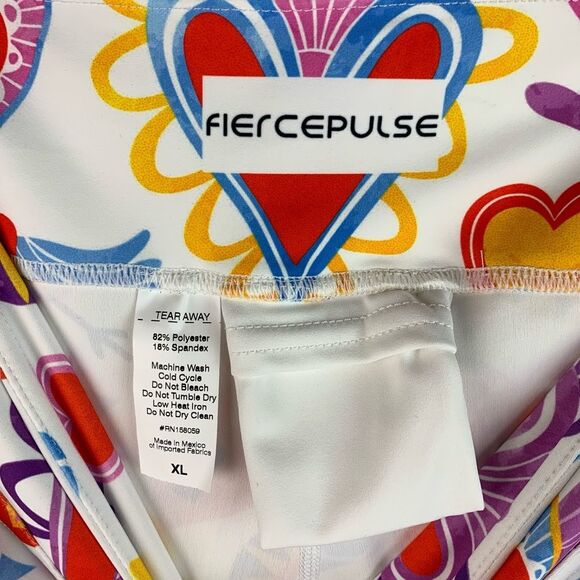 FIERCEPULSE
TEAR AWAY
82% Polyester
18% Spandex
Machine Wash
Cold Cycle
Do Not Bleach
Do Not Tumble Dry
Low Heat Iron
Do Not Dry Clean
#RN158059
Made in Mexico
of Imported Fabrics
XL